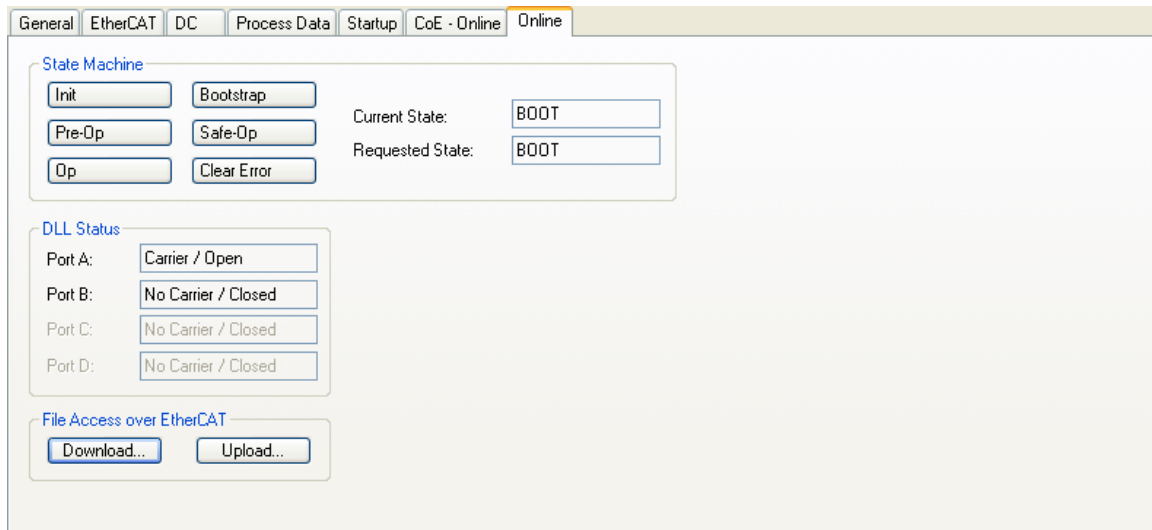 General EtherCAT DC Process Data Startup CoE - Online Online
State Machine
Init Bootstrap
Current State: BOOT
Pre-Op Safe-Op
Requested State: BOOT
Op Clear Error
DLL Status
Port A: Carrier / Open
Port B: No Carrier / Closed
Port C: No Carrier / Closed
Port D: No Carrier / Closed
File Access over EtherCAT
Download... Upload...